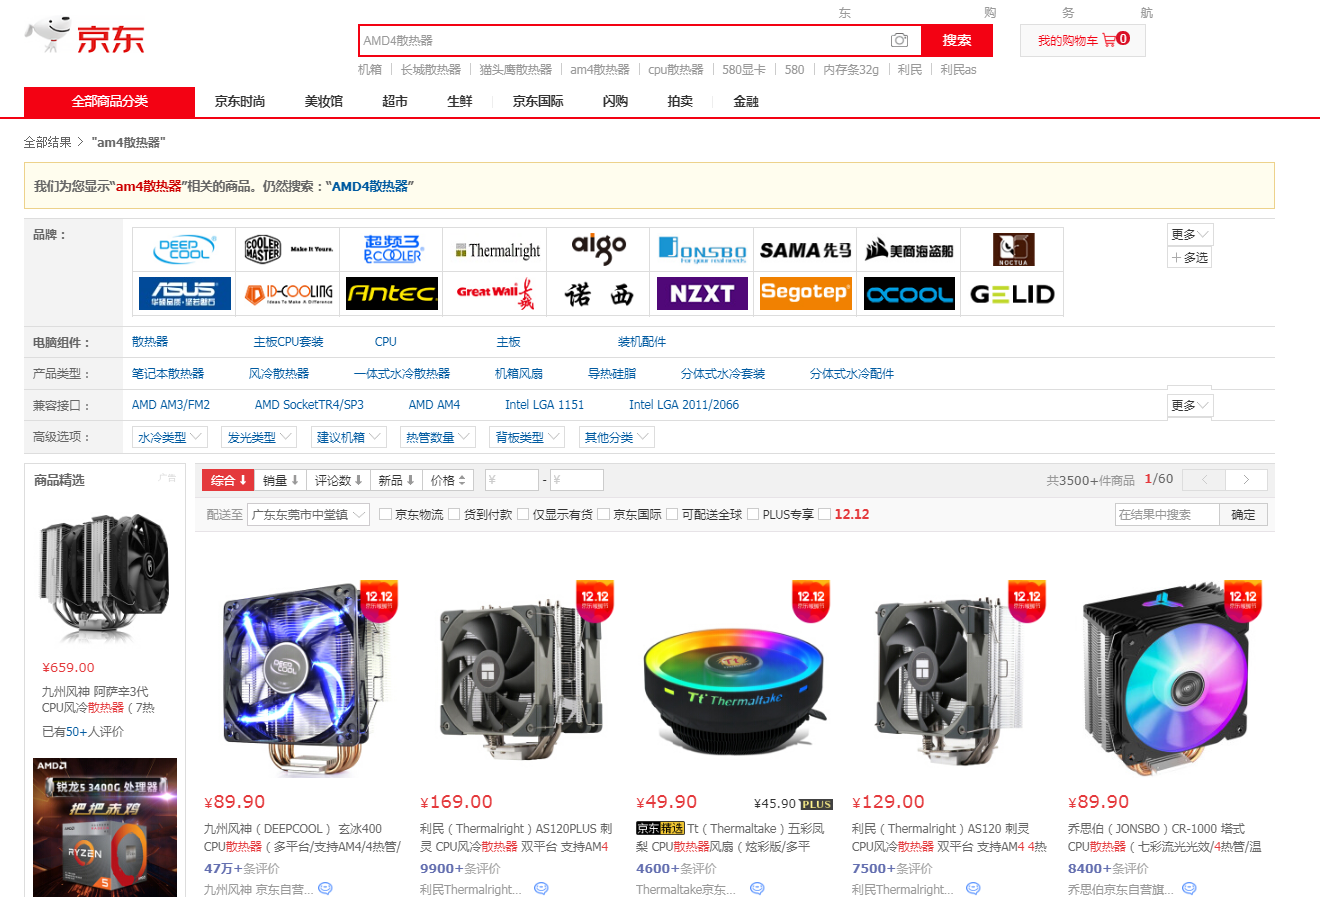 东 购 务 航
京东
AMD4散热器
搜索
我的购物车 0
机箱 长城散热器 猫头鹰散热器 am4散热器 cpu散热器 580显卡 580 内存条32g 利民 利民as
全部商品分类 京东时尚 美妆馆 超市 生鲜 京东国际 闪购 拍卖 金融
全部结果 > "am4散热器"
我们为您显示“am4散热器”相关的商品。仍然搜索：“AMD4散热器”
品牌：
DEEPCOOL COOLER MASTER Make It Yours. 超频三 PCCOOLER Thermalright aigo JONSBO For your real needs SAMA 先马 美商海盗船 NOCTUA
更多
+多选
ASUS 华硕品质·坚若磐石 ID-COOLING Ideas To Make A Difference Antec. Great Wall 长城 诺西 NZXT Segotep OCOOL GELID
电脑组件： 散热器 主板CPU套装 CPU 主板 装机配件
产品类型： 笔记本散热器 风冷散热器 一体式水冷散热器 机箱风扇 导热硅脂 分体式水冷套装 分体式水冷配件
兼容接口： AMD AM3/FM2 AMD SocketTR4/SP3 AMD AM4 Intel LGA 1151 Intel LGA 2011/2066 更多
高级选项： 水冷类型 发光类型 建议机箱 热管数量 背板类型 其他分类
商品精选 广告
综合 销量 评论数 新品 价格 ¥ - ¥ 共3500+件商品 1/60 < >
配送至 广东东莞市中堂镇 京东物流 货到付款 仅显示有货 京东国际 可配送全球 PLUS专享 12.12 在结果中搜索 确定
¥659.00
九州风神 阿萨辛3代
CPU风冷散热器（7热
已有50+人评价
AMD
锐龙5 3400G 处理器
把把赤鸡
AMD
RYZEN
5
12.12
DEEPCOOL
¥89.90
九州风神（DEEPCOOL） 玄冰400
CPU散热器（多平台/支持AM4/4热管/
47万+条评价
九州风神 京东自营...
12.12
¥169.00
利民（Thermalright）AS120PLUS 刺
灵 CPU风冷散热器 双平台 支持AM4
9900+条评价
利民Thermalright...
12.12
Tt Thermaltake
¥49.90 ¥45.90 PLUS
京东精选 Tt（Thermaltake）五彩凤
梨 CPU散热器风扇（炫彩版/多平
4600+条评价
Thermaltake京东...
12.12
¥129.00
利民（Thermalright）AS120 刺灵
CPU风冷散热器 双平台 支持AM4 4热
7500+条评价
利民Thermalright...
12.12
¥89.90
乔思伯（JONSBO）CR-1000 塔式
CPU散热器（七彩流光光效/4热管/温
8400+条评价
乔思伯京东自营旗...